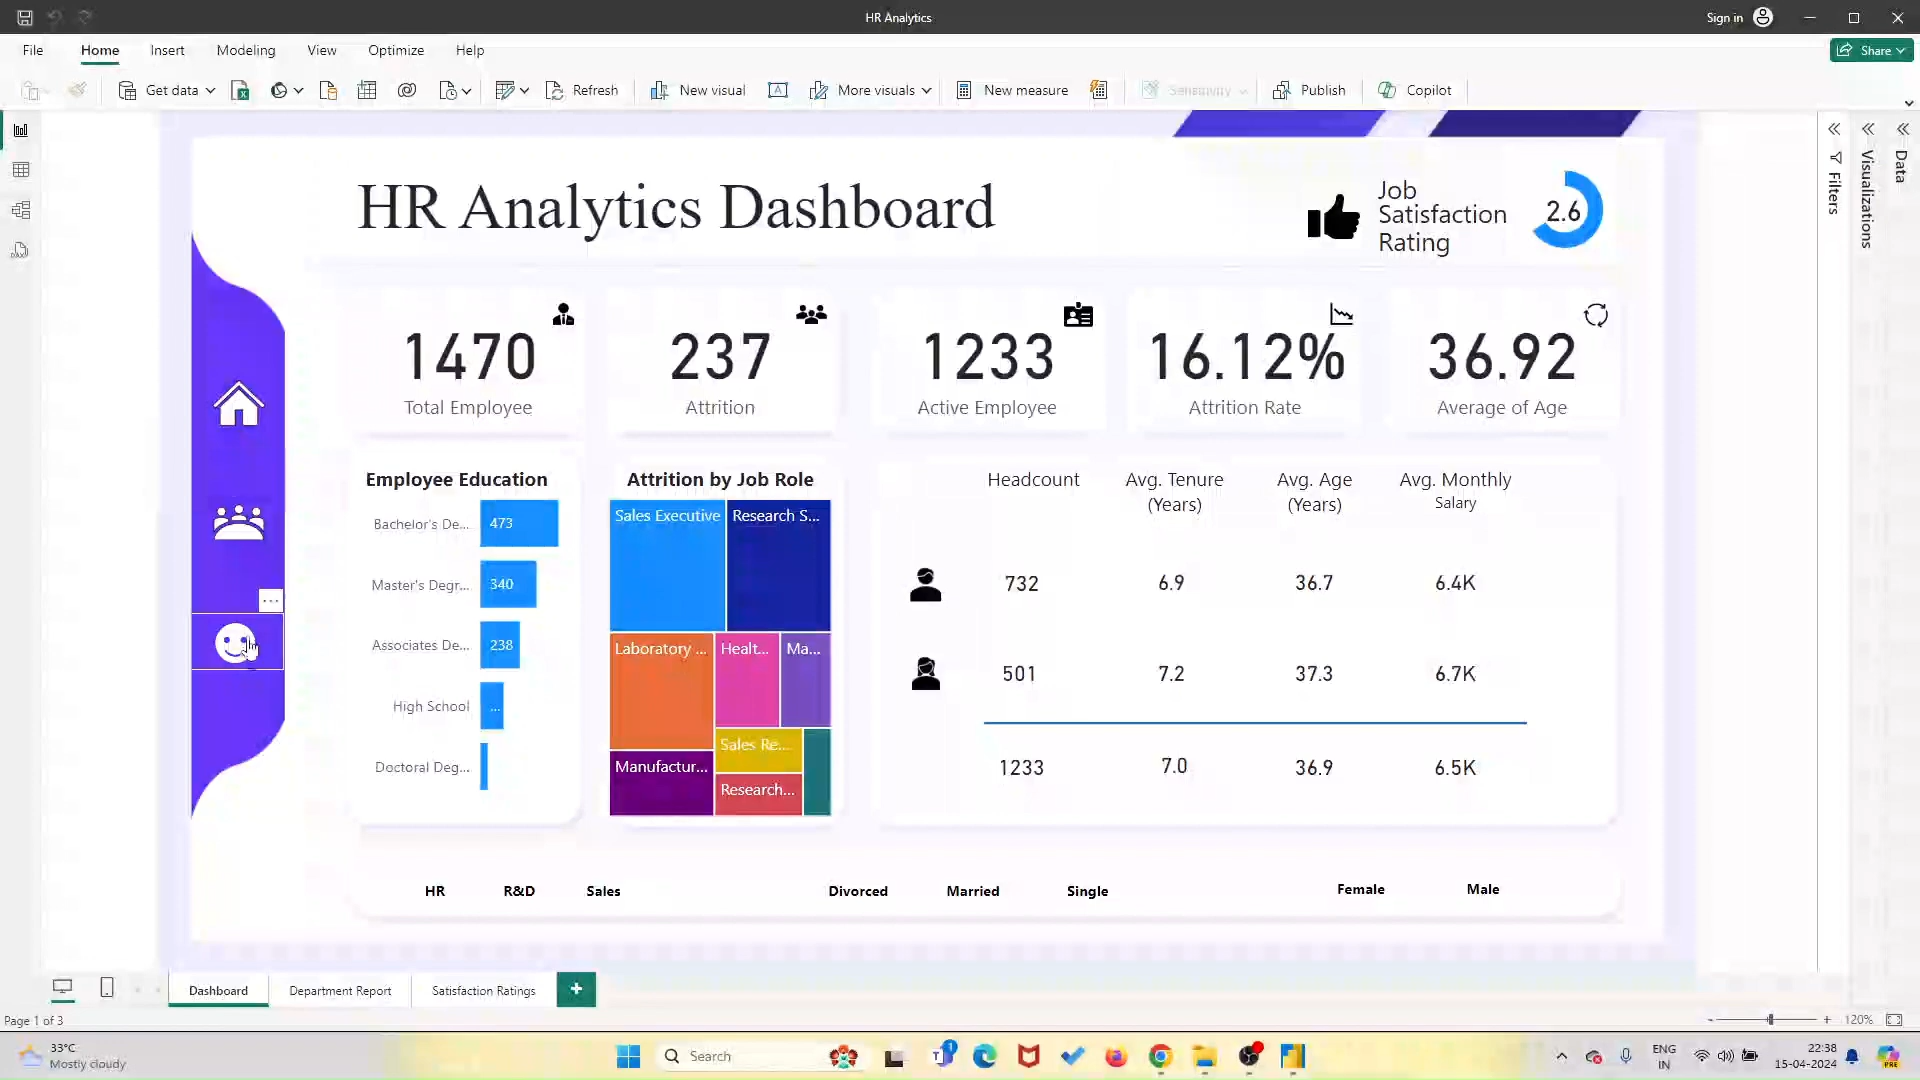 HR Analytics
Sign in
File Home Insert Modeling View Optimize Help
Share
Get data
Refresh
New visual
More visuals
New measure
Sensitivity
Publish
Copilot
HR Analytics Dashboard
Job
Satisfaction
Rating
2.6
1470
Total Employee
237
Attrition
1233
Active Employee
16.12%
Attrition Rate
36.92
Average of Age
Employee Education
Bachelor's De... 473
Master's Degr... 340
Associates De... 238
High School ...
Doctoral Deg...
Attrition by Job Role
Sales Executive
Research S...
Laboratory ...
Healt...
Ma...
Sales Re...
Manufactur...
Research...
Headcount
Avg. Tenure
(Years)
Avg. Age
(Years)
Avg. Monthly
Salary
732 6.9 36.7 6.4K
501 7.2 37.3 6.7K
1233 7.0 36.9 6.5K
HR R&D Sales
Divorced Married Single
Female Male
Filters
Visualizations
Data
Dashboard
Department Report
Satisfaction Ratings
Page 1 of 3
120%
33°C
Mostly cloudy
Search
ENG
IN
22:38
15-04-2024